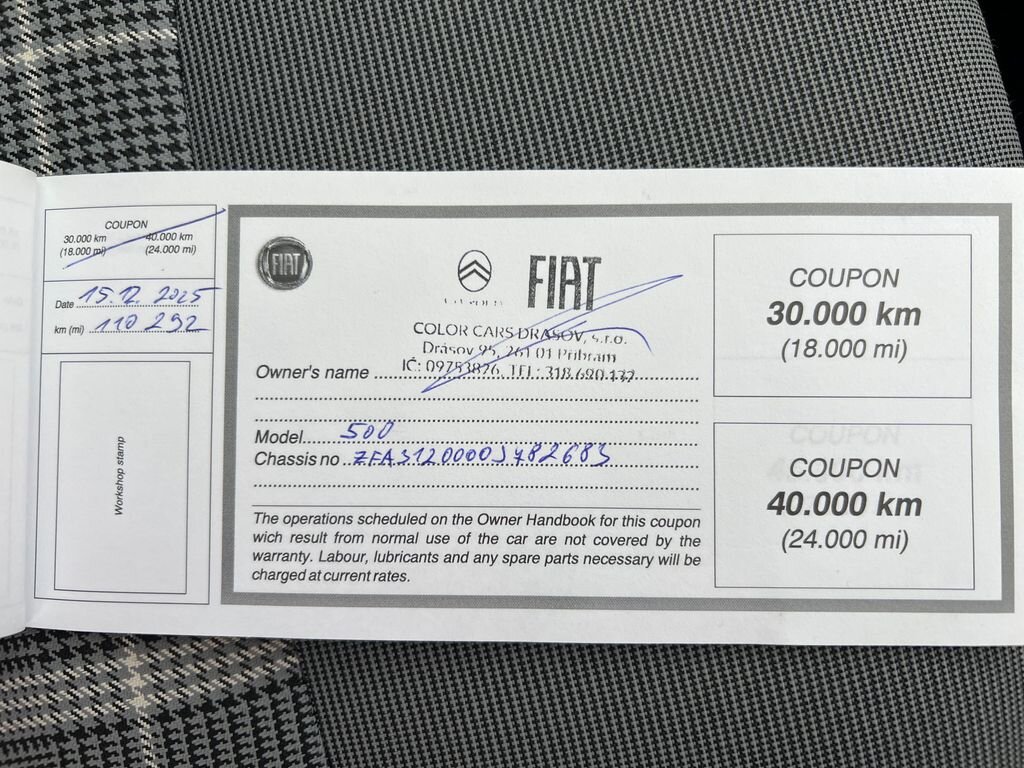 COUPON
30.000 km 40.000 km
(18.000 mi) (24.000 mi)
Date 15.12. 2025
km (mi) 110 292
Workshop stamp
FIAT
FIAT
COLOR CARS DRASOV, s.r.o.
Drásov 95, 261 01 Příbram
IČ: 09753826, TEL: 318 690 132
Owner's name
Model 500
Chassis no ZFA3120000J782683
The operations scheduled on the Owner Handbook for this coupon
wich result from normal use of the car are not covered by the
warranty. Labour, lubricants and any spare parts necessary will be
charged at current rates.
COUPON
30.000 km
(18.000 mi)
COUPON
40.000 km
(24.000 mi)